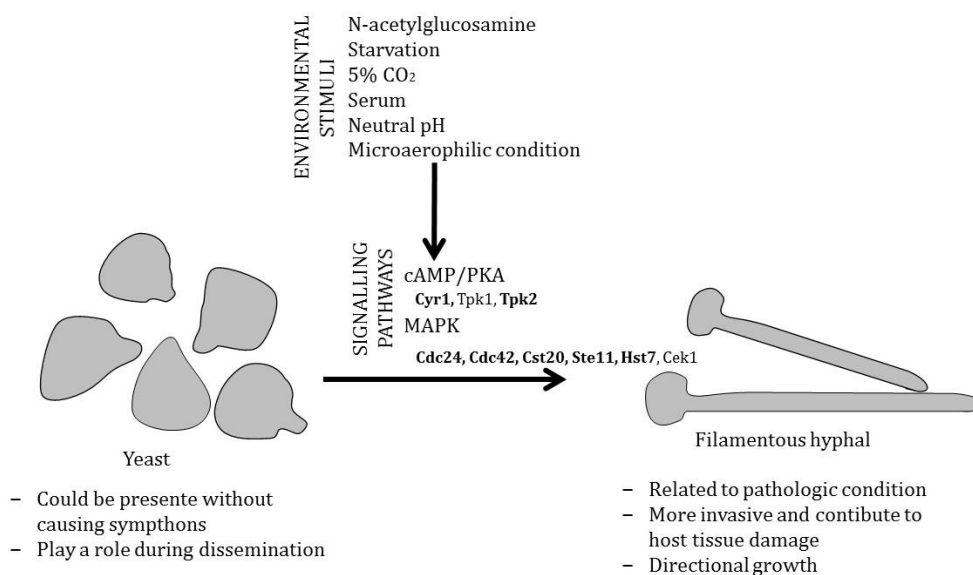 ENVIRONMENTAL
STIMULI
N-acetylglucosamine
Starvation
5% CO₂
Serum
Neutral pH
Microaerophilic condition
SIGNALLING
PATHWAYS
cAMP/PKA
Cyr1, Tpk1, Tpk2
MAPK
Cdc24, Cdc42, Cst20, Ste11, Hst7, Cek1
Yeast
– Could be presente without
causing sympthons
– Play a role during dissemination
Filamentous hyphal
– Related to pathologic condition
– More invasive and contibute to
host tissue damage
– Directional growth